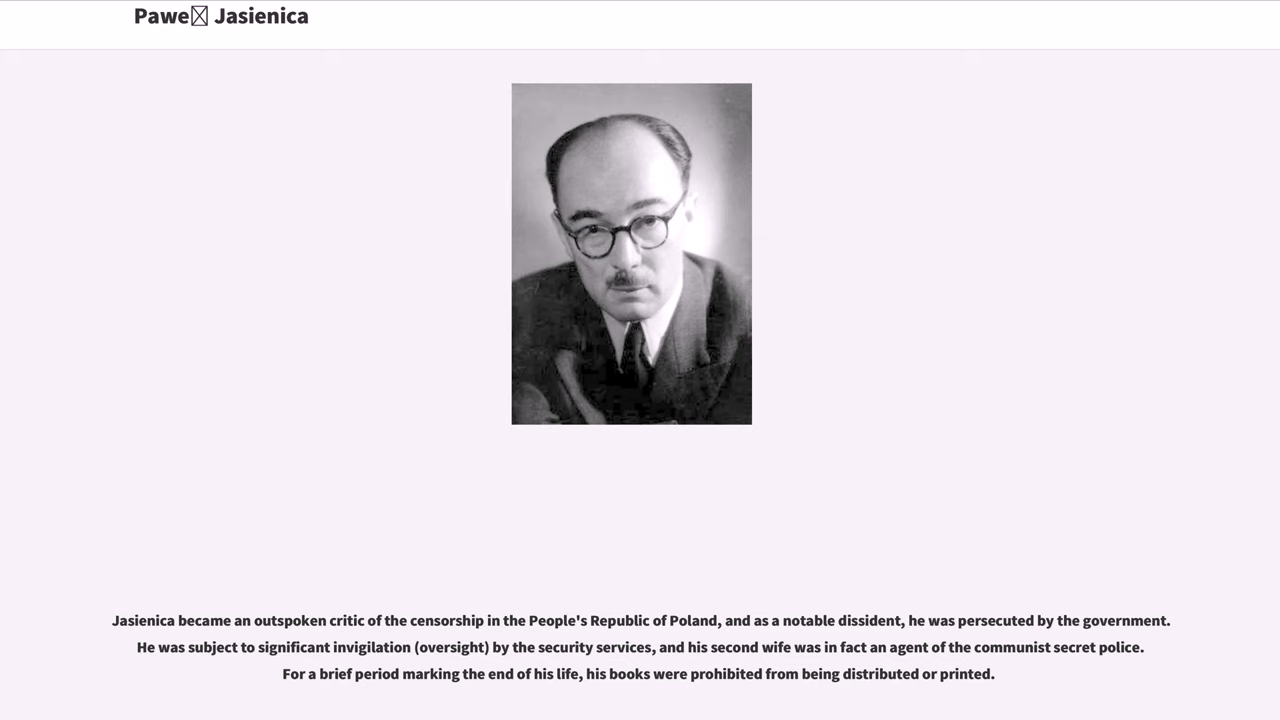 Pawe Jasienica
Jasienica became an outspoken critic of the censorship in the People's Republic of Poland, and as a notable dissident, he was persecuted by the government.
He was subject to significant invigilation (oversight) by the security services, and his second wife was in fact an agent of the communist secret police.
For a brief period marking the end of his life, his books were prohibited from being distributed or printed.